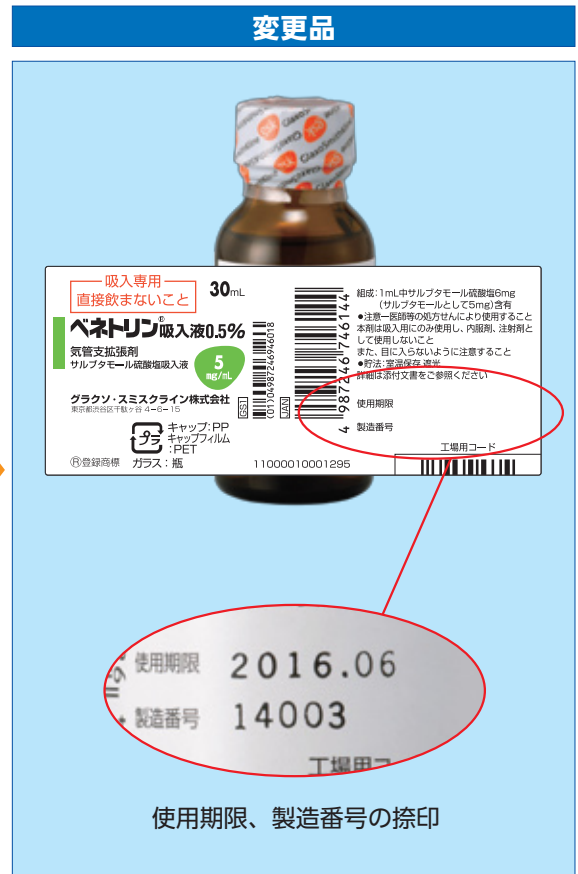 変更品
GlaxoSmithKline
gsk
吸入専用
直接飲まないこと
30mL
ベネトリン®吸入液0.5%
気管支拡張剤
サルブタモール硫酸塩吸入液
5
mg/mL
グラクソ・スミスクライン株式会社
東京都渋谷区千駄ヶ谷 4-6-15
プラ
キャップ:PP
キャップフィルム
:PET
®登録商標 ガラス:瓶
GS1
(01)04987246946018
JAN
4 987246 746144
11000010001295
組成:1mL中サルブタモール硫酸塩6mg
(サルブタモールとして5mg)含有
●注意ー医師等の処方せんにより使用すること
本剤は吸入用にのみ使用し、内服剤、注射剤と
して使用しないこと
また、目に入らないように注意すること
●貯法:室温保存 遮光
詳細は添付文書をご参照ください
使用期限
製造番号
工場用コード
使用期限 2016.06
製造番号 14003
工場用コ
使用期限、製造番号の捺印